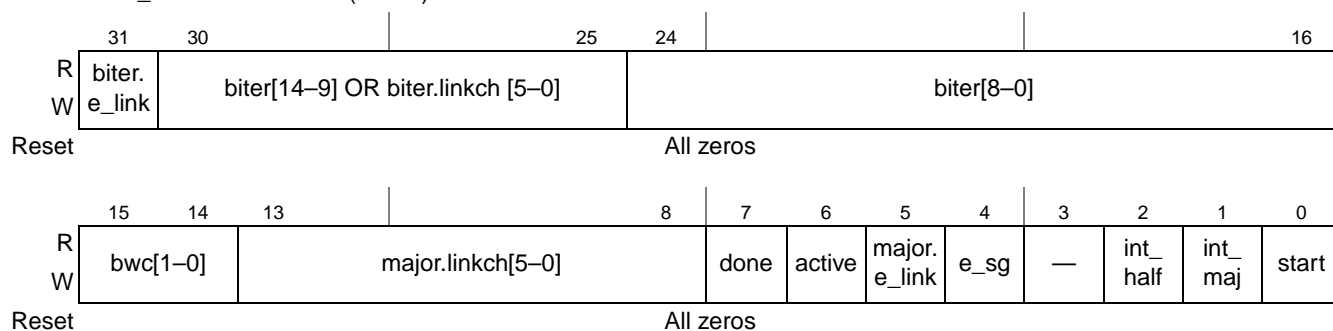 31 30 25 24 16
R W biter. e_link biter[14–9] OR biter.linkch [5–0] biter[8–0]
Reset All zeros
15 14 13 8 7 6 5 4 3 2 1 0
R W bwc[1–0] major.linkch[5–0] done active major. e_link e_sg — int_ half int_ maj start
Reset All zeros